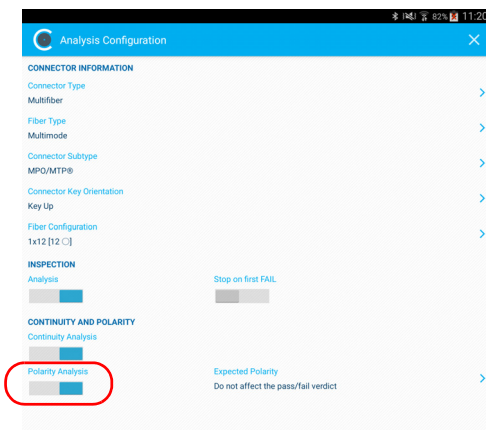 82% 11:20
Analysis Configuration
CONNECTOR INFORMATION
Connector Type
Multifiber
Fiber Type
Multimode
Connector Subtype
MPO/MTP®
Connector Key Orientation
Key Up
Fiber Configuration
1x12 [12 ○]
INSPECTION
Analysis Stop on first FAIL
CONTINUITY AND POLARITY
Continuity Analysis
Polarity Analysis Expected Polarity
Do not affect the pass/fail verdict